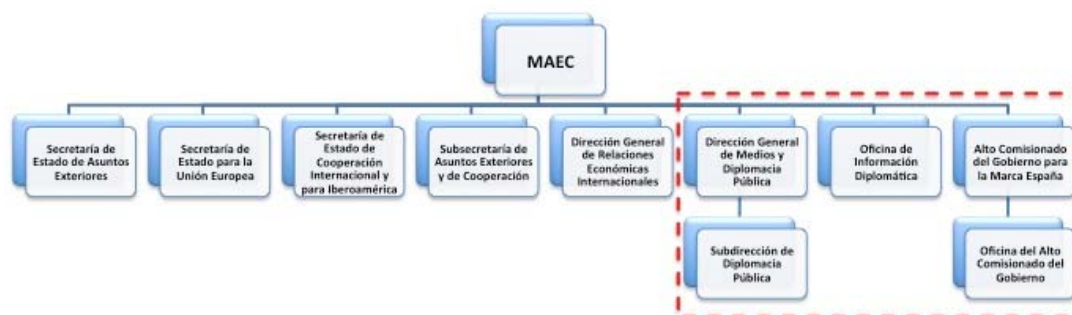 MAEC
Secretaría de
Estado de Asuntos
Exteriores
Secretaría de
Estado para la
Unión Europea
Secretaría de
Estado de
Cooperación
Internacional y
para Iberoamérica
Subsecretaría de
Asuntos Exteriores
y de Cooperación
Dirección General
de Relaciones
Económicas
Internacionales
Dirección General
de Medios y
Diplomacia
Pública
Oficina de
Información
Diplomática
Alto Comisionado
del Gobierno para
la Marca España
Subdirección de
Diplomacia
Pública
Oficina del Alto
Comisionado del
Gobierno